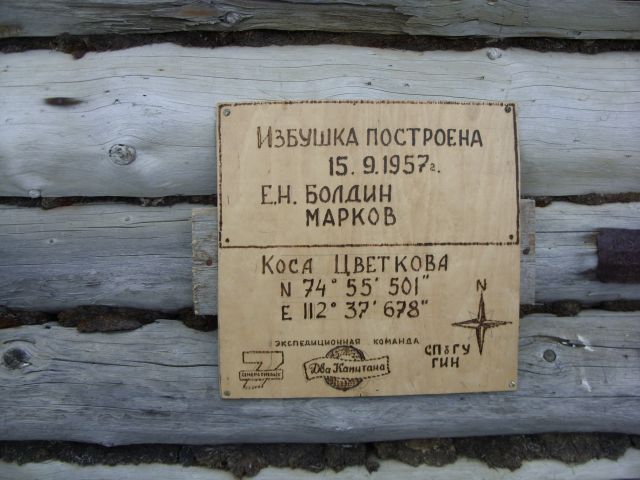 ИЗБУШКА ПОСТРОЕНА
15.9.1957г.
Е.Н. БОЛДИН
МАРКОВ
КОСА ЦВЕТКОВА
N 74° 55' 501"
E 112° 37' 678"
N
ЭКСПЕДИЦИОННАЯ КОМАНДА
Два Капитана
СПбГУ
ГИН